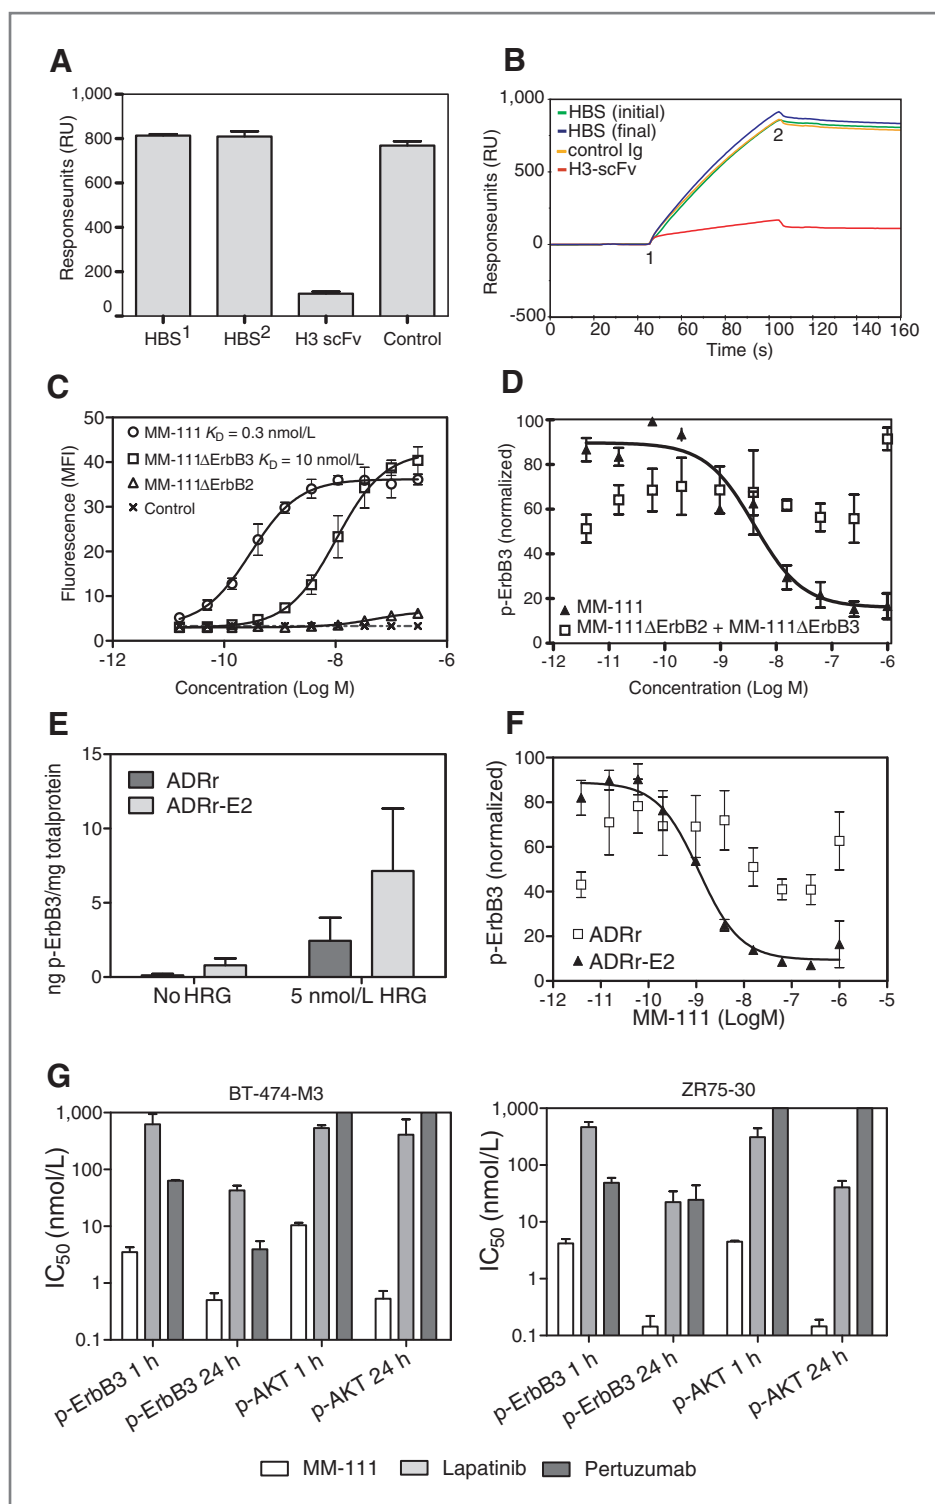 A
1,000
800
600
400
200
0
Responseunits (RU)
HBS1 HBS2 H3 scFv Control
B
1,000
500
0
-500
Responseunits (RU)
HBS (initial)
HBS (final)
control Ig
H3-scFv
1
2
0 20 40 60 80 100 120 140 160
Time (s)
C
50
40
30
20
10
0
Fluorescence (MFI)
MM-111 KD = 0.3 nmol/L
MM-111ΔErbB3 KD = 10 nmol/L
MM-111ΔErbB2
Control
-12 -10 -8 -6
Concentration (Log M)
D
100
80
60
40
20
0
p-ErbB3 (normalized)
MM-111
MM-111ΔErbB2 + MM-111ΔErbB3
-12 -11 -10 -9 -8 -7 -6
Concentration (Log M)
E
15
10
5
0
ng p-ErbB3/mg totalprotein
ADRr
ADRr-E2
No HRG 5 nmol/L HRG
F
100
80
60
40
20
0
p-ErbB3 (normalized)
ADRr
ADRr-E2
-12 -11 -10 -9 -8 -7 -6 -5
MM-111 (LogM)
G
BT-474-M3
1,000
100
10
1
0.1
IC50 (nmol/L)
p-ErbB3 1 h
p-ErbB3 24 h
p-AKT 1 h
p-AKT 24 h
ZR75-30
1,000
100
10
1
0.1
IC50 (nmol/L)
p-ErbB3 1 h
p-ErbB3 24 h
p-AKT 1 h
p-AKT 24 h
MM-111 Lapatinib Pertuzumab